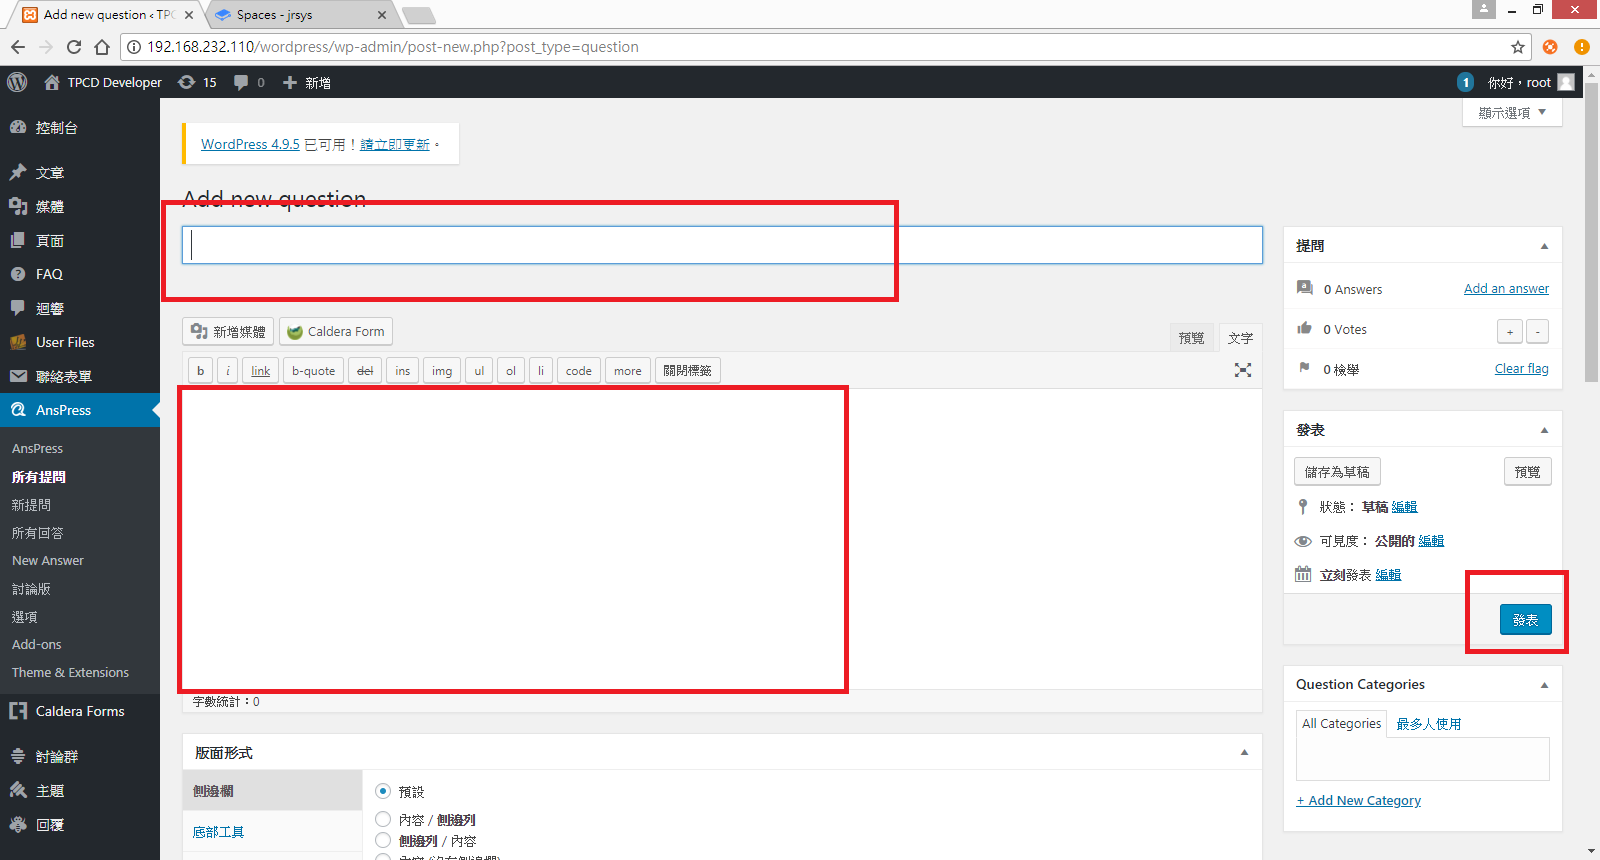 Add new question ‹ TPC
Spaces - jrsys
192.168.232.110/wordpress/wp-admin/post-new.php?post_type=question
TPCD Developer
15
0
新增
1
你好，root
顯示選項
控制台
文章
媒體
頁面
FAQ
迴響
User Files
聯絡表單
AnsPress
AnsPress
所有提問
新提問
所有回答
New Answer
討論版
選項
Add-ons
Theme & Extensions
Caldera Forms
討論群
主題
回覆
WordPress 4.9.5 已可用！請立即更新。
Add new question
新增媒體
Caldera Form
預覽
文字
b
i
link
b-quote
del
ins
img
ul
ol
li
code
more
關閉標籤
字數統計：0
版面形式
側邊欄
底部工具
預設
內容 / 側邊列
側邊列 / 內容
內容 (沒有側邊欄)
提問
0 Answers
Add an answer
0 Votes
+
-
0 檢舉
Clear flag
發表
儲存為草稿
預覽
狀態： 草稿 編輯
可見度： 公開的 編輯
立刻發表 編輯
發表
Question Categories
All Categories
最多人使用
+ Add New Category